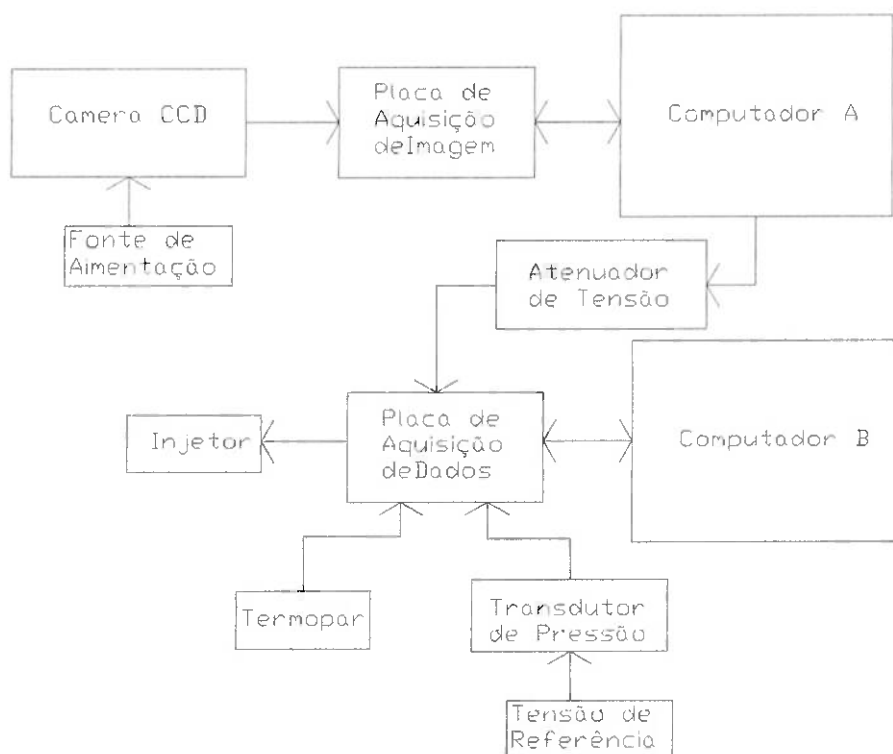 Camera CCD
Placa de
Aquisição
deImagem
Computador A
Fonte de
Aimentação
Atenuador
de Tensão
Injetor
Placa de
Aquisição
deDados
Computador B
Termopar
Transdutor
de Pressão
Tensão de
Referência